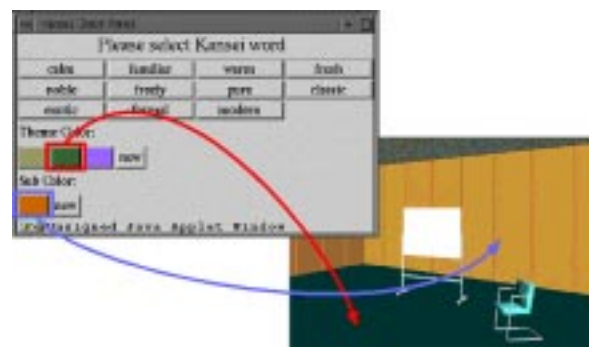 Please select Kansei word
calm familiar warm fresh
noble freely pure classic
exotic formal modern
Theme Color:
new
Sub Color:
new
Unsigned Java Applet Window